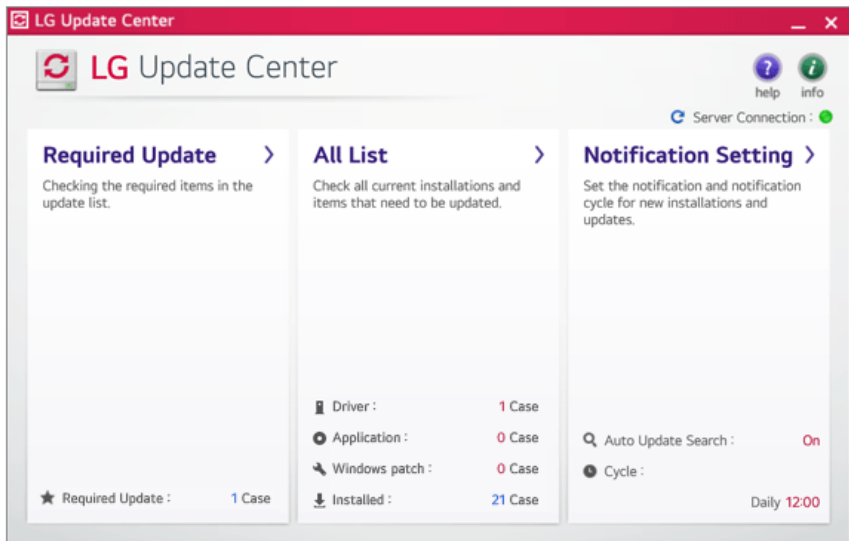 LG Update Center
LG Update Center
help info
Server Connection :
Required Update
Checking the required items in the
update list.
Required Update : 1 Case
All List
Check all current installations and
items that need to be updated.
Driver : 1 Case
Application : 0 Case
Windows patch : 0 Case
Installed : 21 Case
Notification Setting
Set the notification and notification
cycle for new installations and
updates.
Auto Update Search : On
Cycle :
Daily 12:00